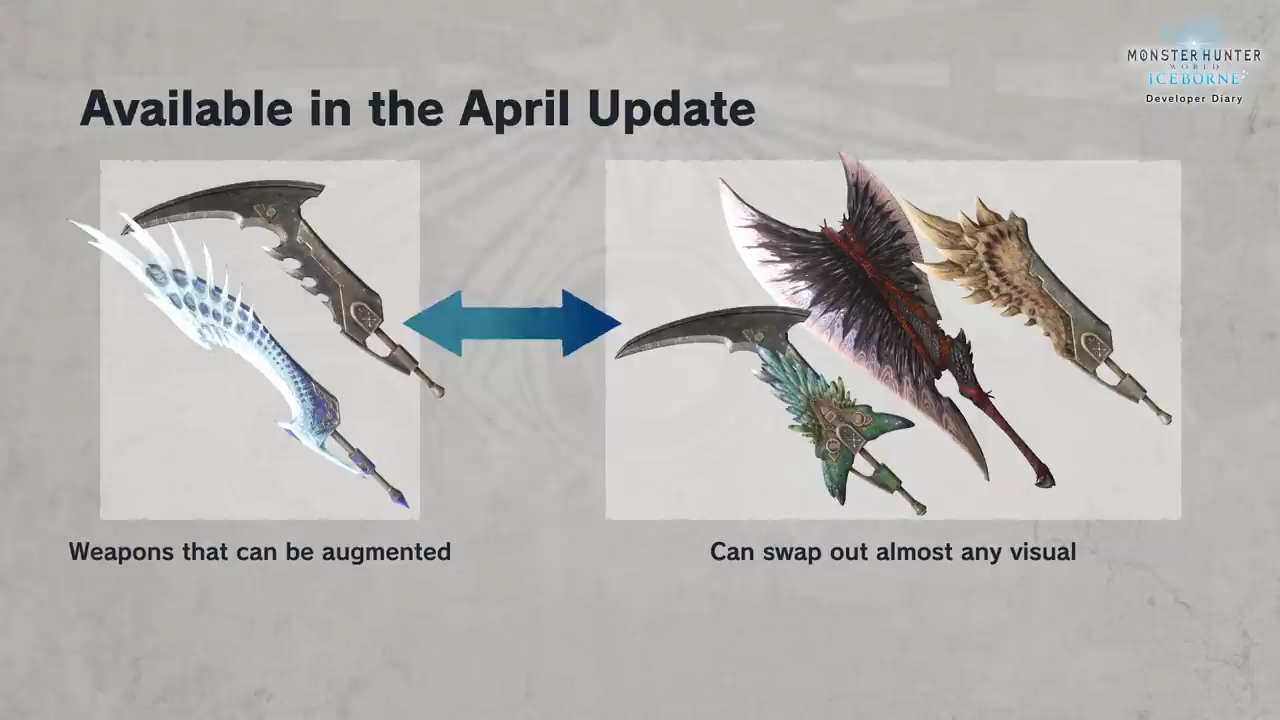 MONSTER HUNTER
WORLD
ICEBORNE
Developer Diary
Available in the April Update
Weapons that can be augmented
Can swap out almost any visual